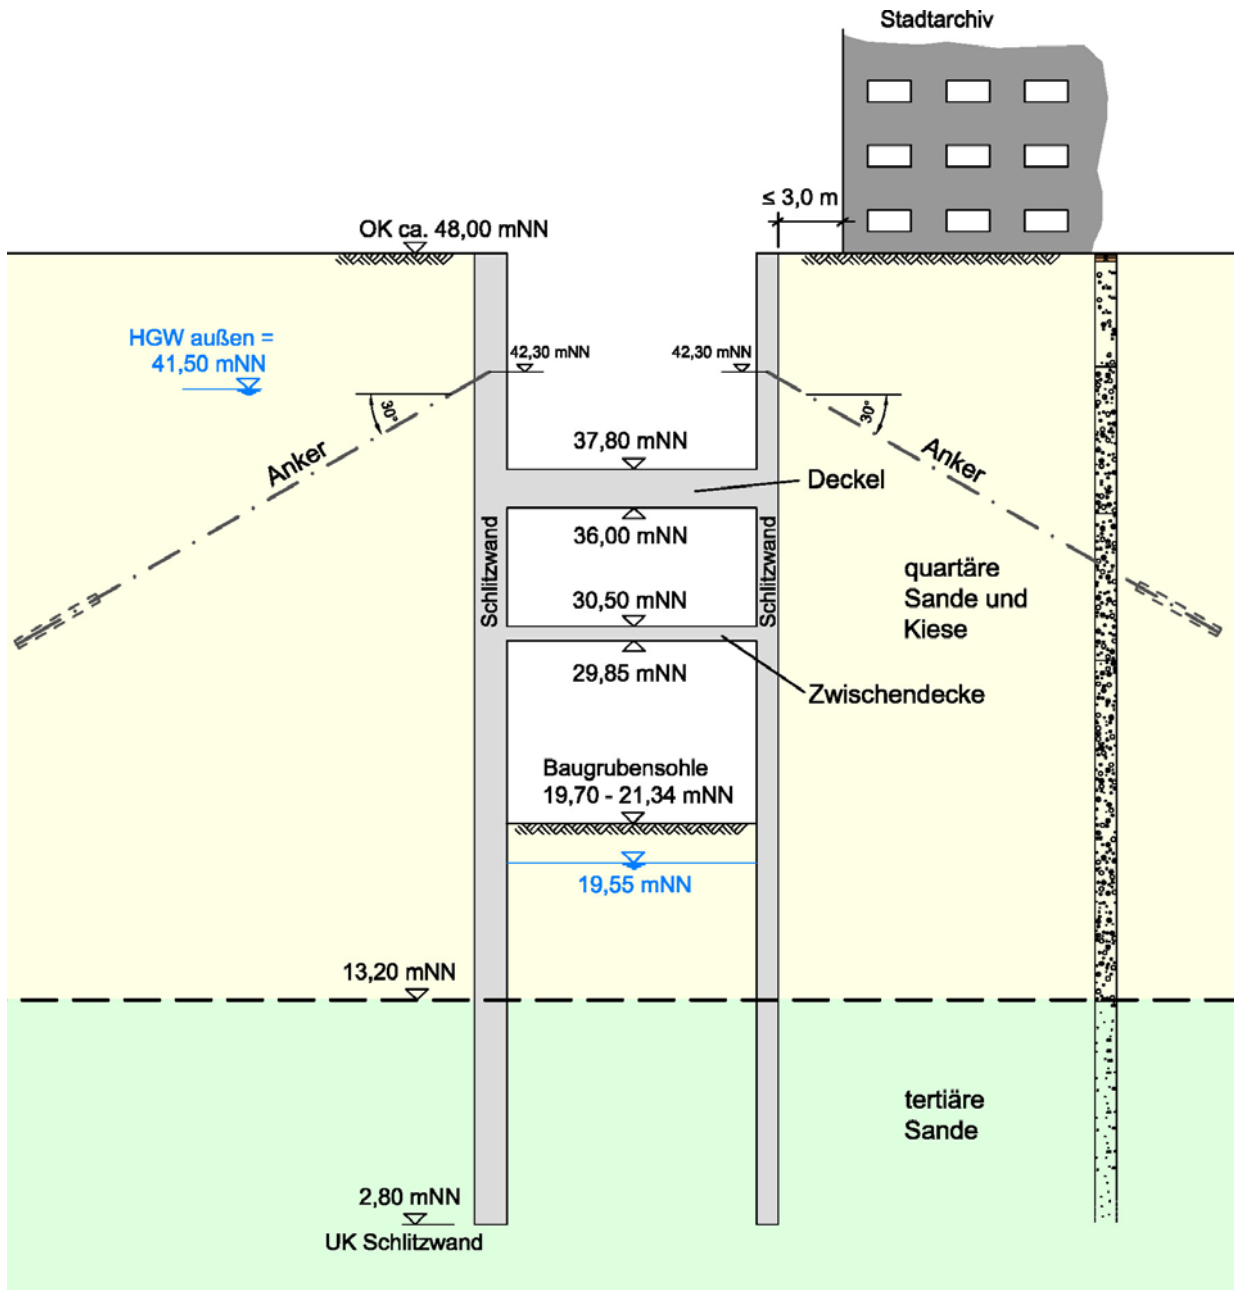 Stadtarchiv
≤ 3,0 m
OK ca. 48,00 mNN
HGW außen =
41,50 mNN
42,30 mNN
42,30 mNN
30°
30°
Anker
Anker
37,80 mNN
Deckel
36,00 mNN
Schlitzwand
Schlitzwand
quartäre
Sande und
Kiese
30,50 mNN
29,85 mNN
Zwischendecke
Baugrubensohle
19,70 - 21,34 mNN
19,55 mNN
13,20 mNN
tertiäre
Sande
2,80 mNN
UK Schlitzwand